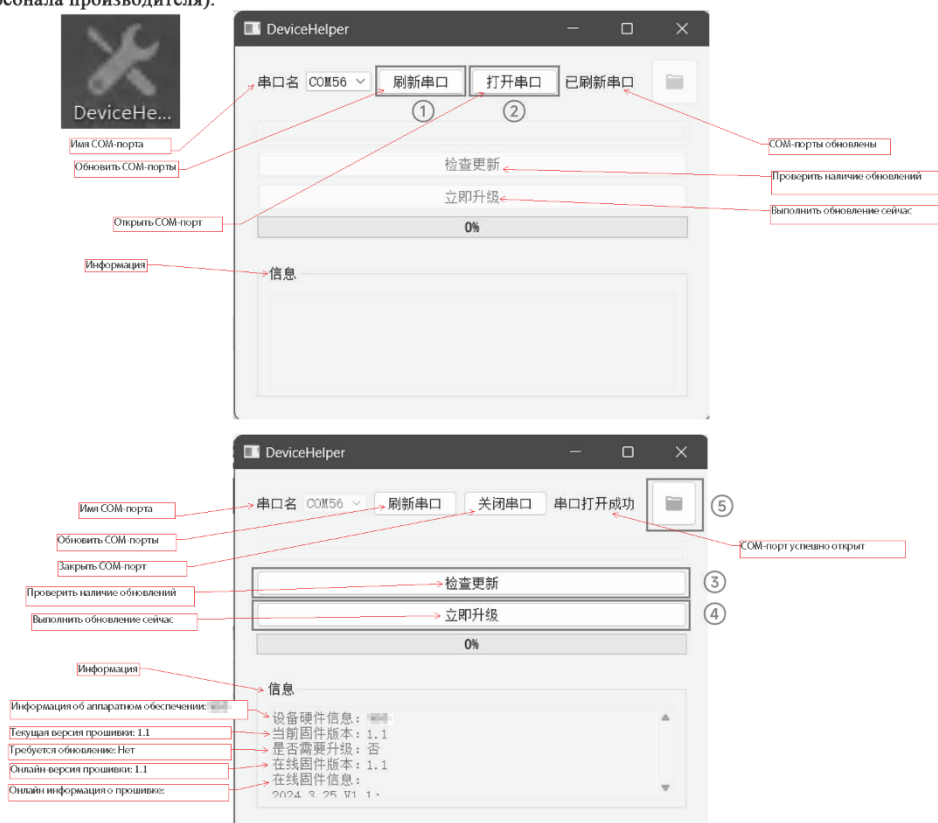 рсонала производителя).
DeviceHe...
DeviceHelper
串口名 COM56 刷新串口 打开串口 已刷新串口
① ②
Имя COM-порта
Обновить COM-порты
COM-порты обновлены
检查更新
Проверить наличие обновлений
立即升级
Открыть COM-порт
Выполнить обновление сейчас
0%
Информация
信息
DeviceHelper
串口名 COM56 刷新串口 关闭串口 串口打开成功
⑤
Имя COM-порта
Обновить COM-порты
COM-порт успешно открыт
Закрыть COM-порт
检查更新
③
Проверить наличие обновлений
立即升级
④
Выполнить обновление сейчас
0%
Информация
信息
Информация об аппаратном обеспечении:
设备硬件信息:
Текущая версия прошивки: 1.1
当前固件版本: 1.1
Требуется обновление: Нет
是否需要升级: 否
Онлайн-версия прошивки: 1.1
在线固件版本: 1.1
Онлайн информация о прошивке:
在线固件信息:
2024.3.25 V1.1: